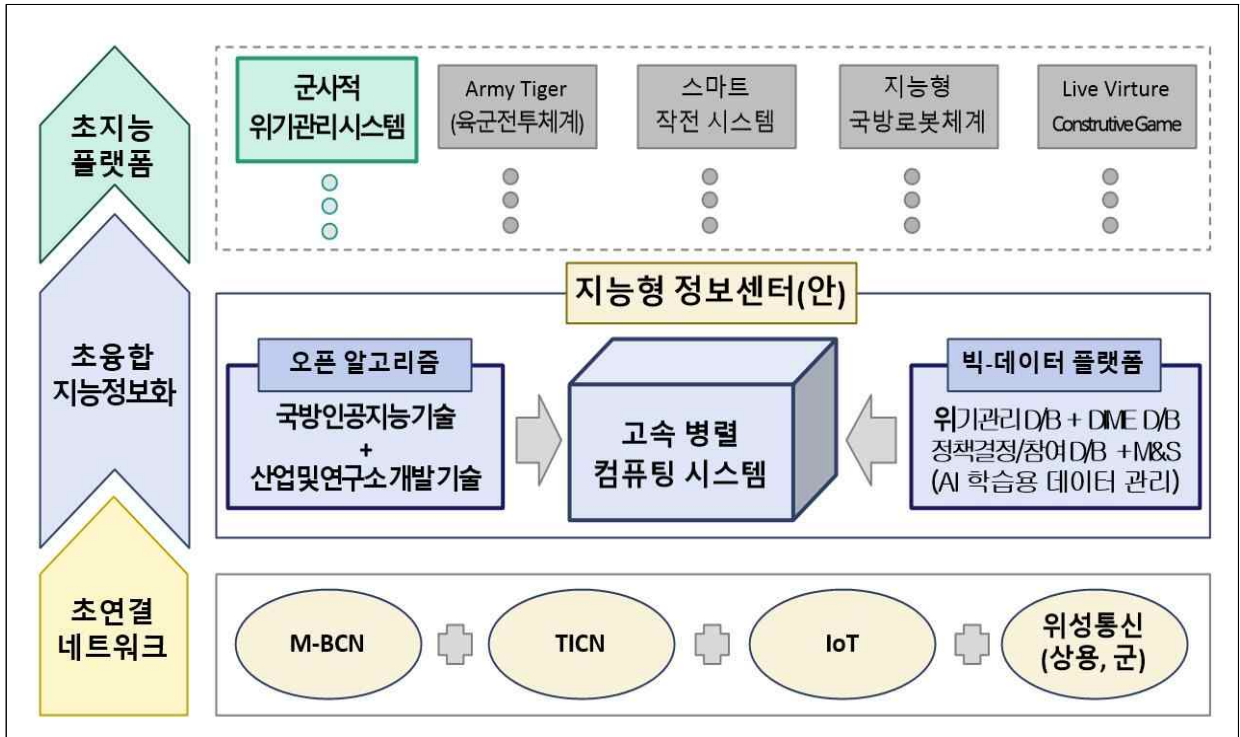 초지능
플랫폼
군사적
위기관리 시스템
Army Tiger
(육군전투체계)
스마트
작전 시스템
지능형
국방로봇체계
Live Virture
Construtive Game
초융합
지능정보화
지능형 정보센터(안)
오픈 알고리즘
국방인공지능기술
+
산업및연구소 개발 기술
고속 병렬
컴퓨팅 시스템
빅-데이터 플랫폼
위기관리 D/B + DIME D/B
정책결정/참여 D/B + M&S
(AI 학습용 데이터 관리)
초연결
네트워크
M-BCN
TICN
IoT
위성통신
(상용, 군)